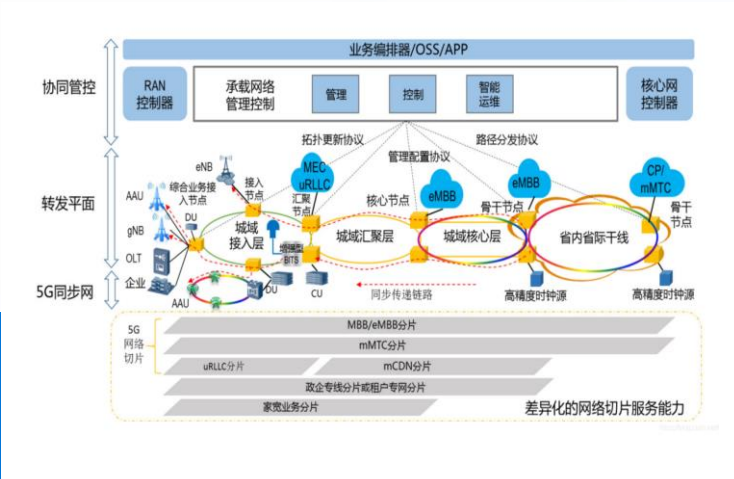 业务编排器/OSS/APP
协同管控
RAN
控制器
承载网络
管理控制
管理
控制
智能
运维
核心网
控制器
拓扑更新协议
管理配置协议
路径分发协议
转发平面
eNB
AAU
综合业务接
入节点
接入
节点
MEC
uRLLC
汇聚
节点
核心节点
eMBB
eMBB
骨干节点
CP/
mMTC
骨干
节点
DU
gNB
OLT
城域
接入层
增强型
BITS
城域汇聚层
城域核心层
省内省际干线
5G同步网
企业
AAU
DU
CU
同步传递链路
高精度时钟源
高精度时钟源
5G
网络
切片
MBB/eMBB分片
mMTC分片
uRLLC分片
mCDN分片
政企专线分片或租户专网分片
家宽业务分片
差异化的网络切片服务能力